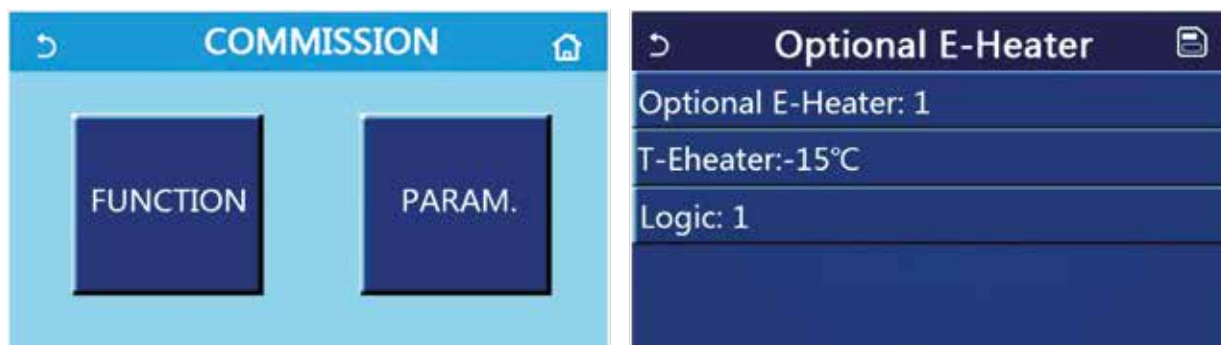 COMMISSION
FUNCTION
PARAM.
Optional E-Heater
Optional E-Heater: 1
T-Eheater:-15℃
Logic: 1